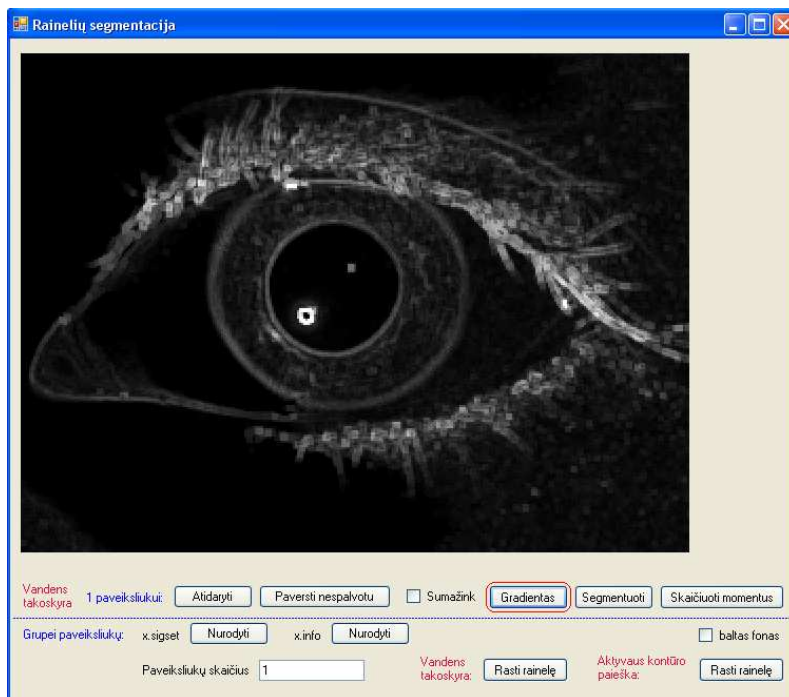 Rainelių segmentacija
Vandens takoskyra
1 paveiksliukui: Atidaryti Paversti nespalvotu Sumažink Gradientas Segmentuoti Skaičiuoti momentus
Grupei paveiksliukų: x.sigset Nurodyti x.info Nurodyti baltas fonas
Paveiksliukų skaičius 1
Vandens takoskyra: Rasti rainelę
Aktyvaus kontūro paieška: Rasti rainelę